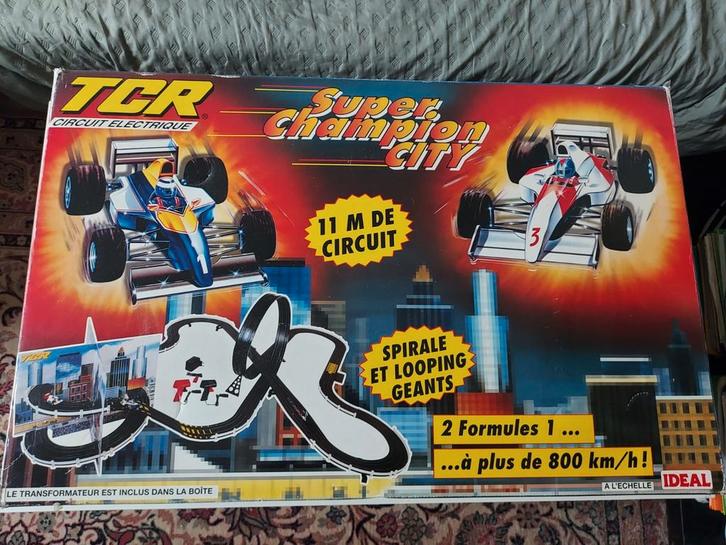 TCR®
CIRCUIT ELECTRIQUE
Super
Champion
CITY
11 M DE
CIRCUIT
1
3
TCR
SPIRALE
ET LOOPING
GEANTS
2 Formules 1 ...
...à plus de 800 km/h!
LE TRANSFORMATEUR EST INCLUS DANS LA BOÎTE
A L'ECHELLE
IDEAL